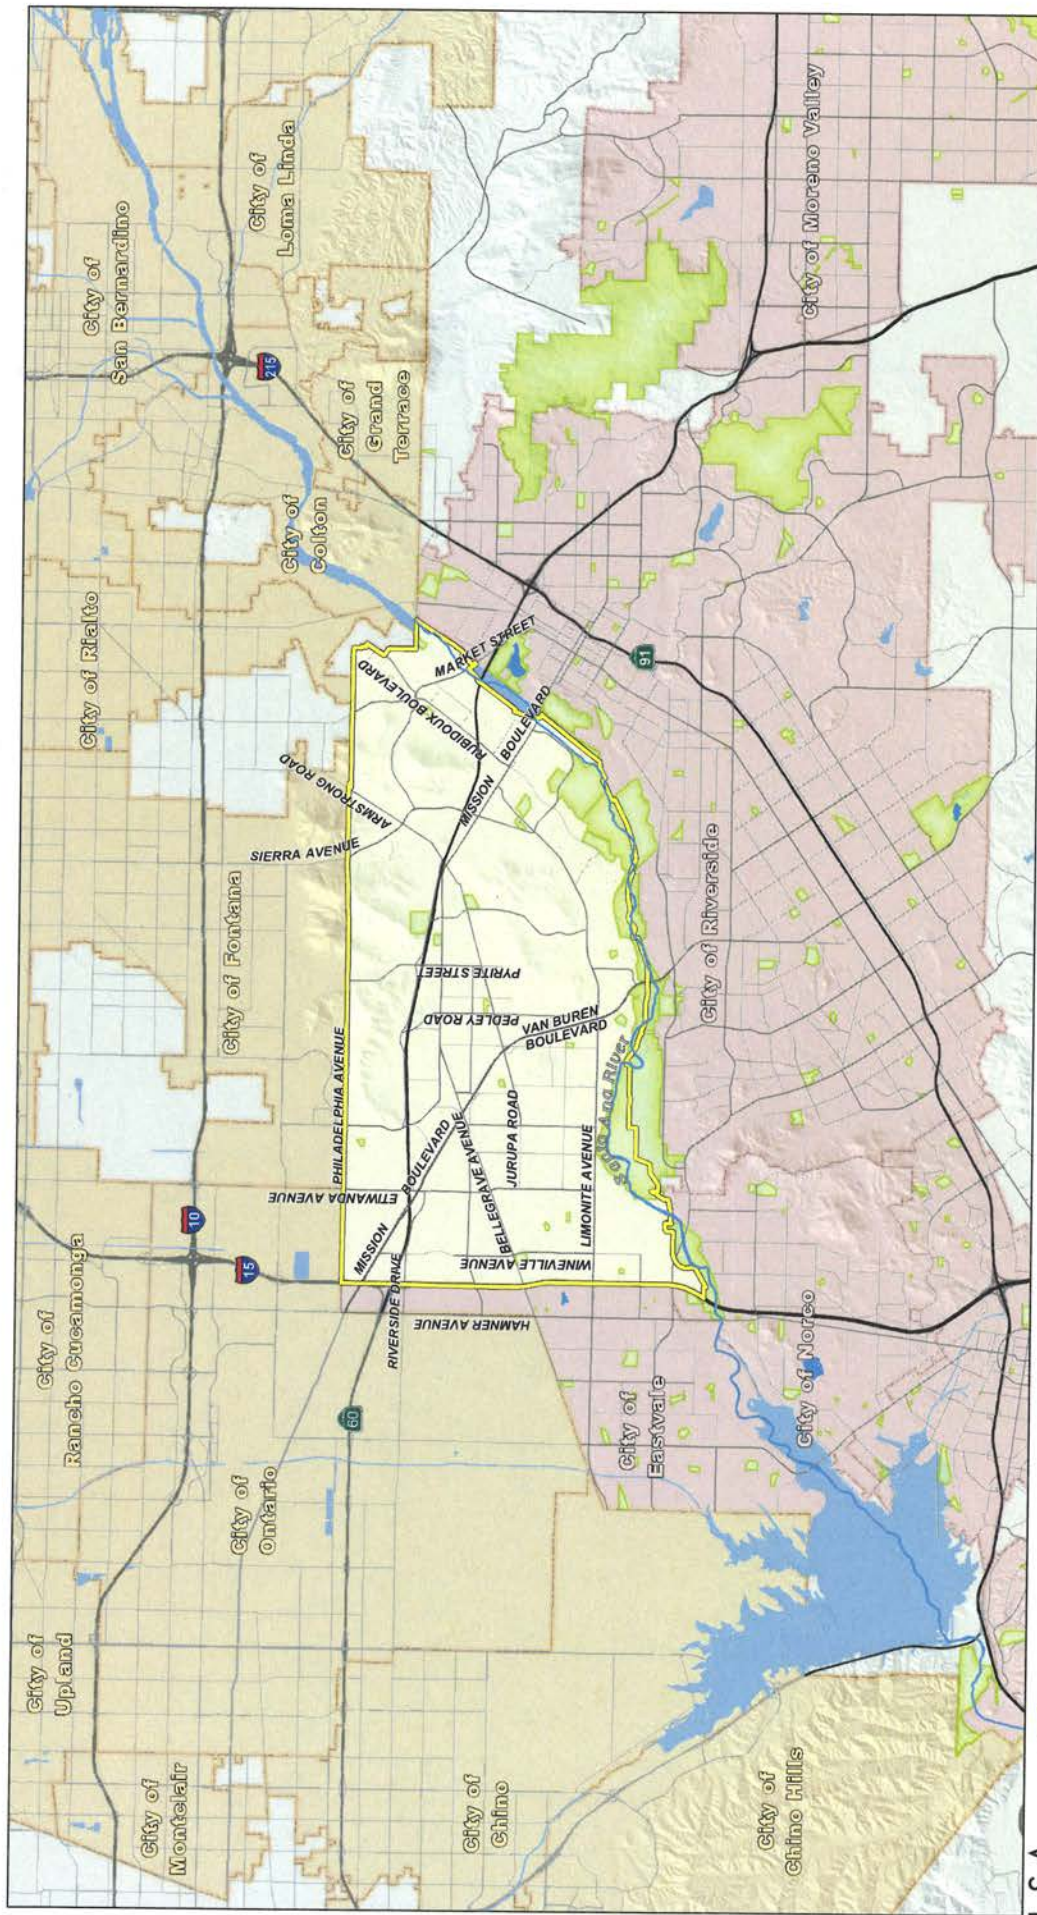 City of
Upland
City of
Rancho Cucamonga
City of
Montclair
City of
Ontario
City of
Chino
City of
Chino Hills
City of
Eastvale
City of Norco
City of Fontana
City of Rialto
City of
San Bernardino
City of
Loma Linda
City of
Colton
City of
Grand
Terrace
City of Riverside
City of Moreno Valley
10
15
60
215
91
PHILADELPHIA AVENUE
SIERRA AVENUE
ARMSTRONG ROAD
RUBIDOUX BOULEVARD
MARKET STREET
MISSION
BOULEVARD
ETIWANDA AVENUE
MISSION
BOULEVARD
RIVERSIDE DRIVE
HAMNER AVENUE
WINEVILLE AVENUE
BELLEGRAVE AVENUE
JURUPA ROAD
LIMONITE AVENUE
PEDLEY ROAD
PYRITE STREET
VAN BUREN
BOULEVARD
Santa Ana River
L S A